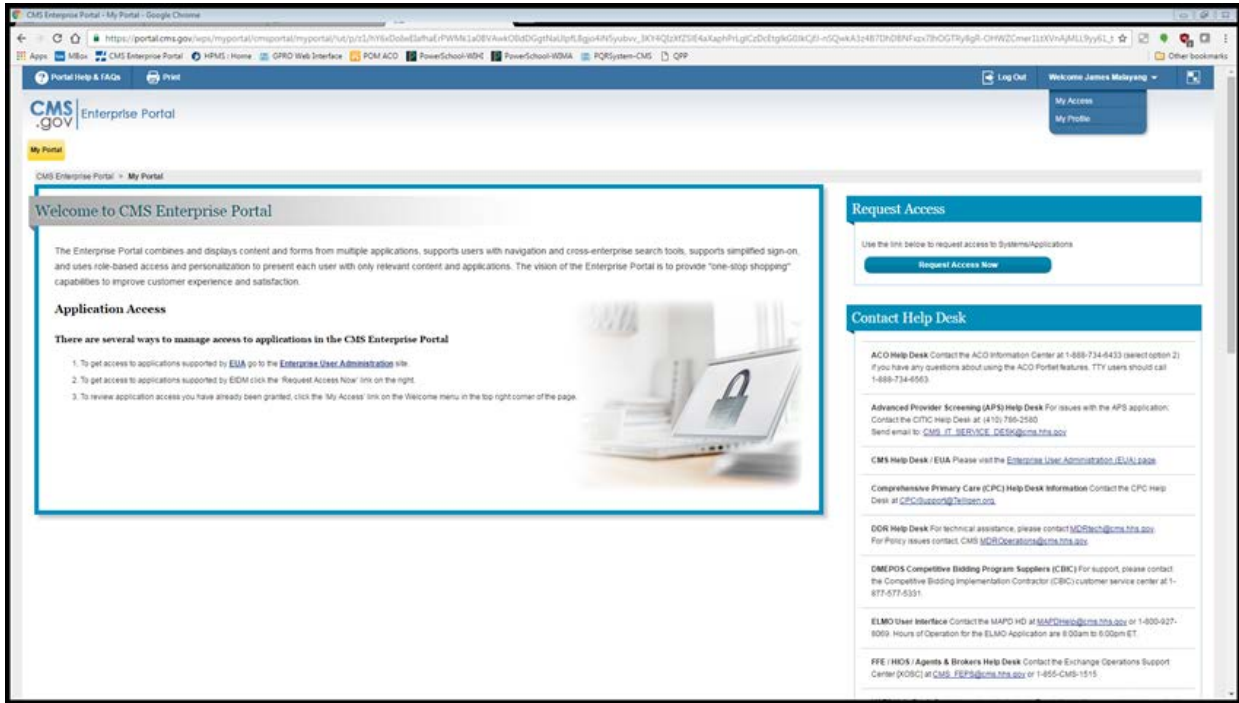 CMS Enterprise Portal - My Portal - Google Chrome
https://portal.cms.gov/wps/myportal/cmsportal/myportal/
Apps MBox CMS Enterprise Portal HPMS : Home GPRO Web Interface POM ACO PowerSchool- PowerSchool- PQRSystem-CMS QPP Other bookmarks
Portal Help & FAQs Print Log Out Welcome James Malayang
My Access
My Profile
CMS .gov Enterprise Portal
My Portal
CMS Enterprise Portal > My Portal
Welcome to CMS Enterprise Portal
The Enterprise Portal combines and displays content and forms from multiple applications, supports users with navigation and cross-enterprise search tools, supports simplified sign-on,
and uses role-based access and personalization to present each user with only relevant content and applications. The vision of the Enterprise Portal is to provide "one-stop shopping"
capabilities to improve customer experience and satisfaction.
Application Access
There are several ways to manage access to applications in the CMS Enterprise Portal
1. To get access to applications supported by EUA go to the Enterprise User Administration site.
2. To get access to applications supported by EIDM click the 'Request Access Now' link on the right.
3. To review application access you have already been granted, click the 'My Access' link on the Welcome menu in the top right corner of the page.
Request Access
Use the link below to request access to Systems/Applications
Request Access Now
Contact Help Desk
ACO Help Desk Contact the ACO Information Center at 1-888-734-6433 (select option 2)
if you have any questions about using the ACO Portlet features. TTY users should call
1-888-734-6563.
Advanced Provider Screening (APS) Help Desk For issues with the APS application;
Contact the CITIC Help Desk at: (410) 786-2580
Send email to: CMS_IT_SERVICE_DESK@cms.hhs.gov
CMS Help Desk / EUA Please visit the Enterprise User Administration (EUA) page.
Comprehensive Primary Care (CPC) Help Desk Information Contact the CPC Help
Desk at CPCiSupport@Telligen.org.
DDR Help Desk For technical assistance, please contact MDRtech@cms.hhs.gov.
For Policy issues contact, CMS MDROperations@cms.hhs.gov.
DMEPOS Competitive Bidding Program Suppliers (CBIC) For support, please contact
the Competitive Bidding Implementation Contractor (CBIC) customer service center at 1-
877-577-5331.
ELMO User Interface Contact the MAPD HD at MAPDHelp@cms.hhs.gov or 1-800-927-
8069. Hours of Operation for the ELMO Application are 6:00am to 6:00pm ET.
FFE / HIOS / Agents & Brokers Help Desk Contact the Exchange Operations Support
Center [XOSC] at CMS_FEPS@cms.hhs.gov or 1-855-CMS-1515